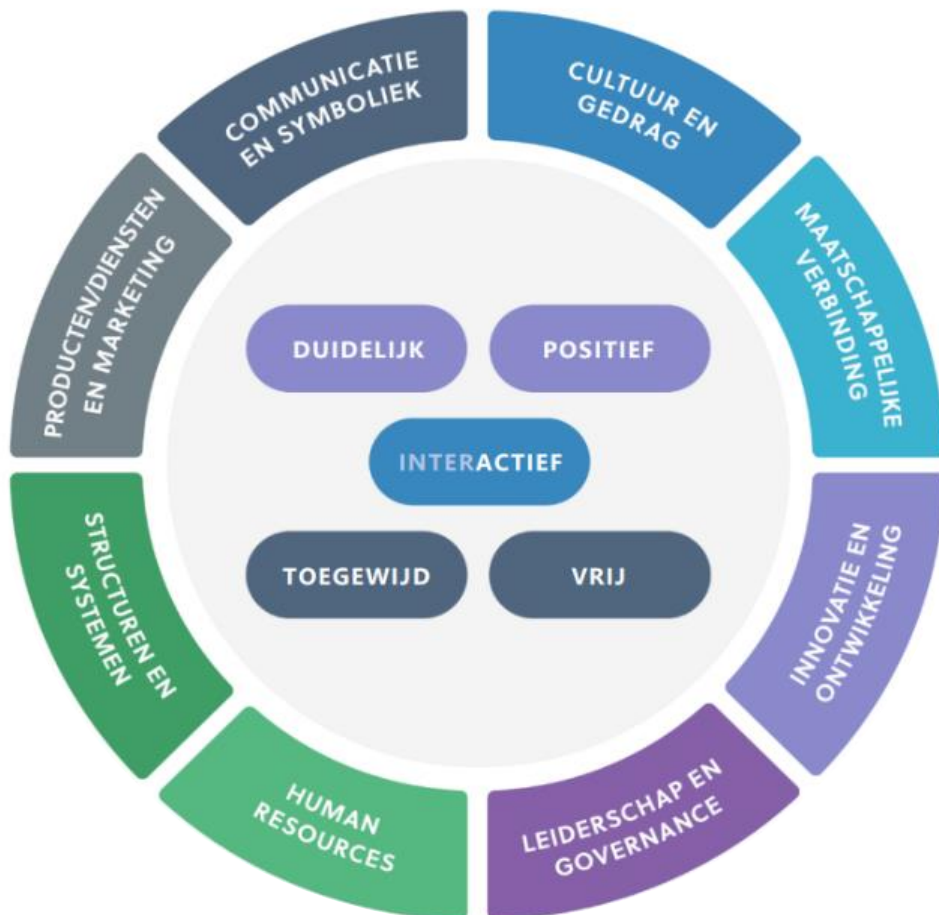 COMMUNICATIE
EN SYMBOLIEK
CULTUUR EN
GEDRAG
MAATSCHAPPELIJKE
VERBINDING
INNOVATIE EN
ONTWIKKELING
LEIDERSCHAP EN
GOVERNANCE
HUMAN
RESOURCES
STRUCTUREN EN
SYSTEMEN
PRODUCTEN/DIENSTEN
EN MARKETING
DUIDELIJK
POSITIEF
INTERACTIEF
TOEGEWIJD
VRIJ